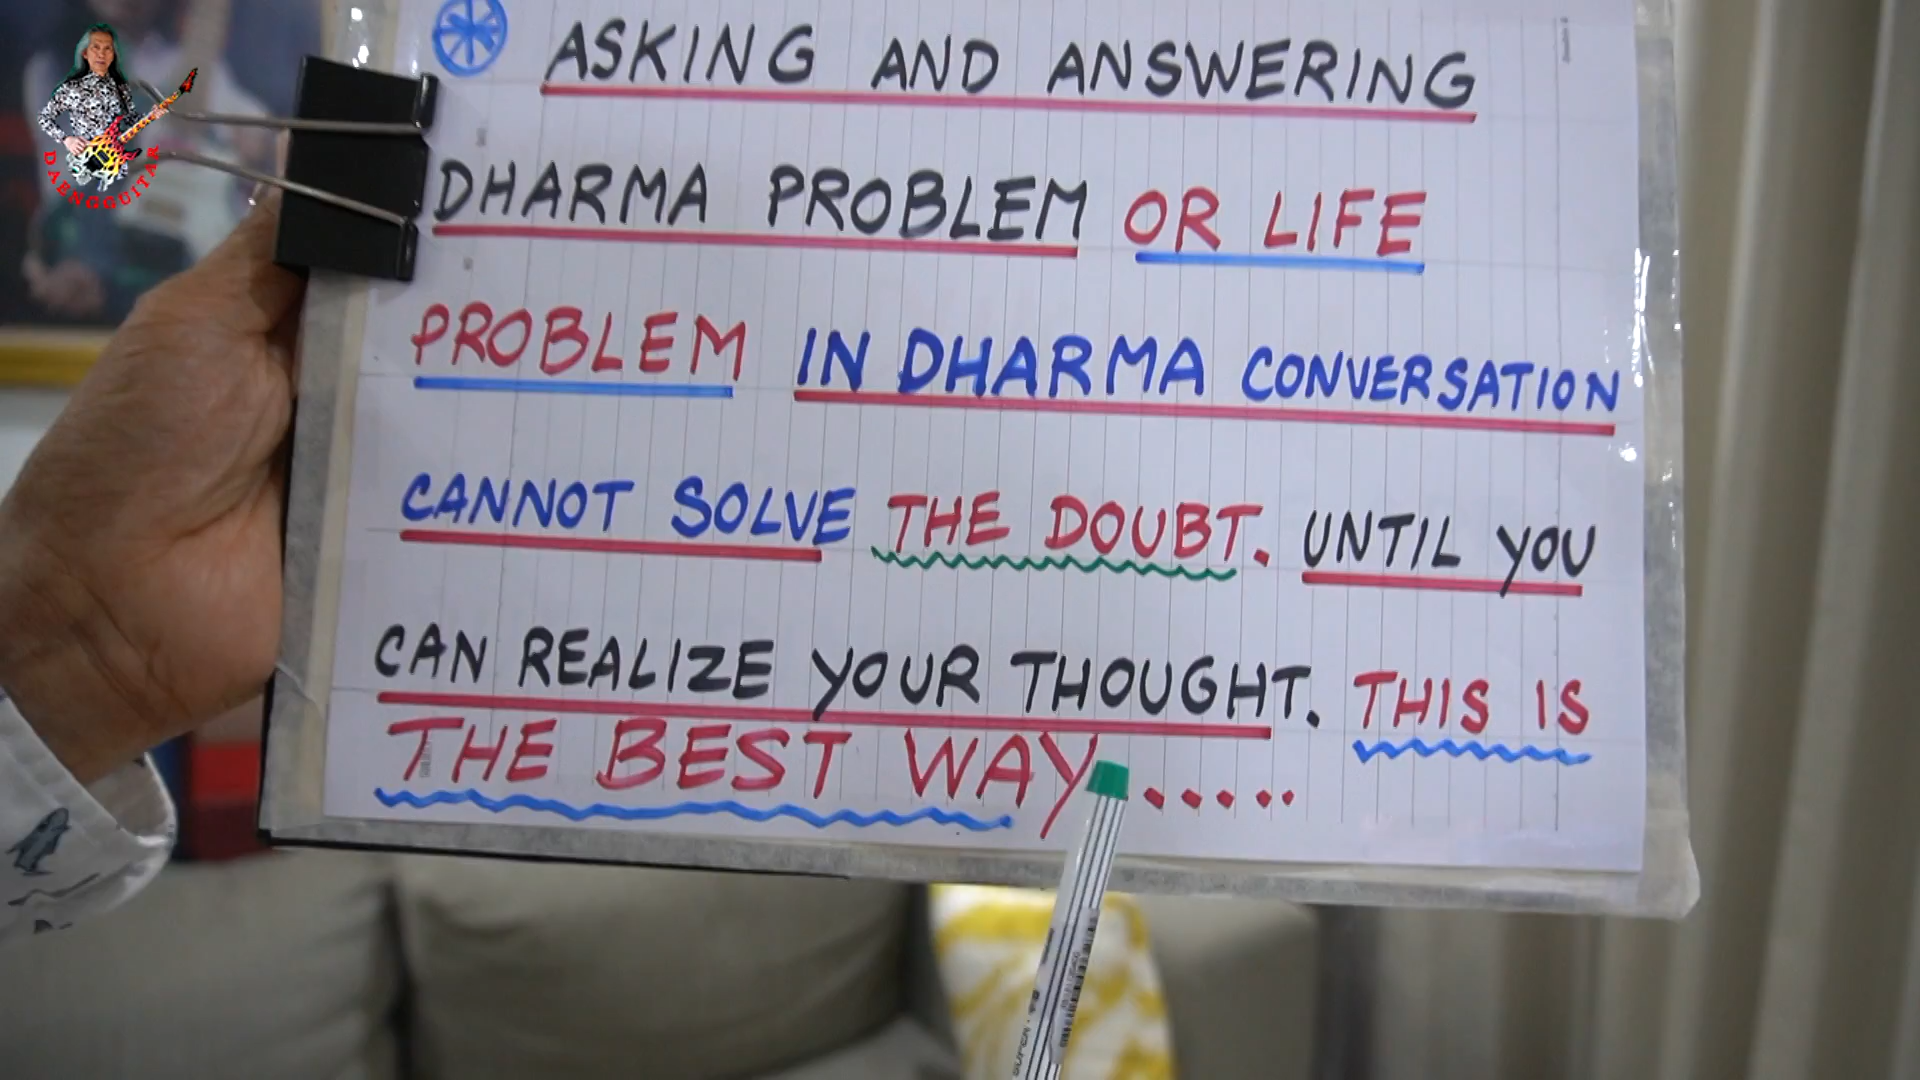 ASKING AND ANSWERING
DHARMA PROBLEM OR LIFE
PROBLEM IN DHARMA CONVERSATION
CANNOT SOLVE THE DOUBT. UNTIL YOU
CAN REALIZE YOUR THOUGHT. THIS IS
THE BEST WAY.....
DAENGGUITAR